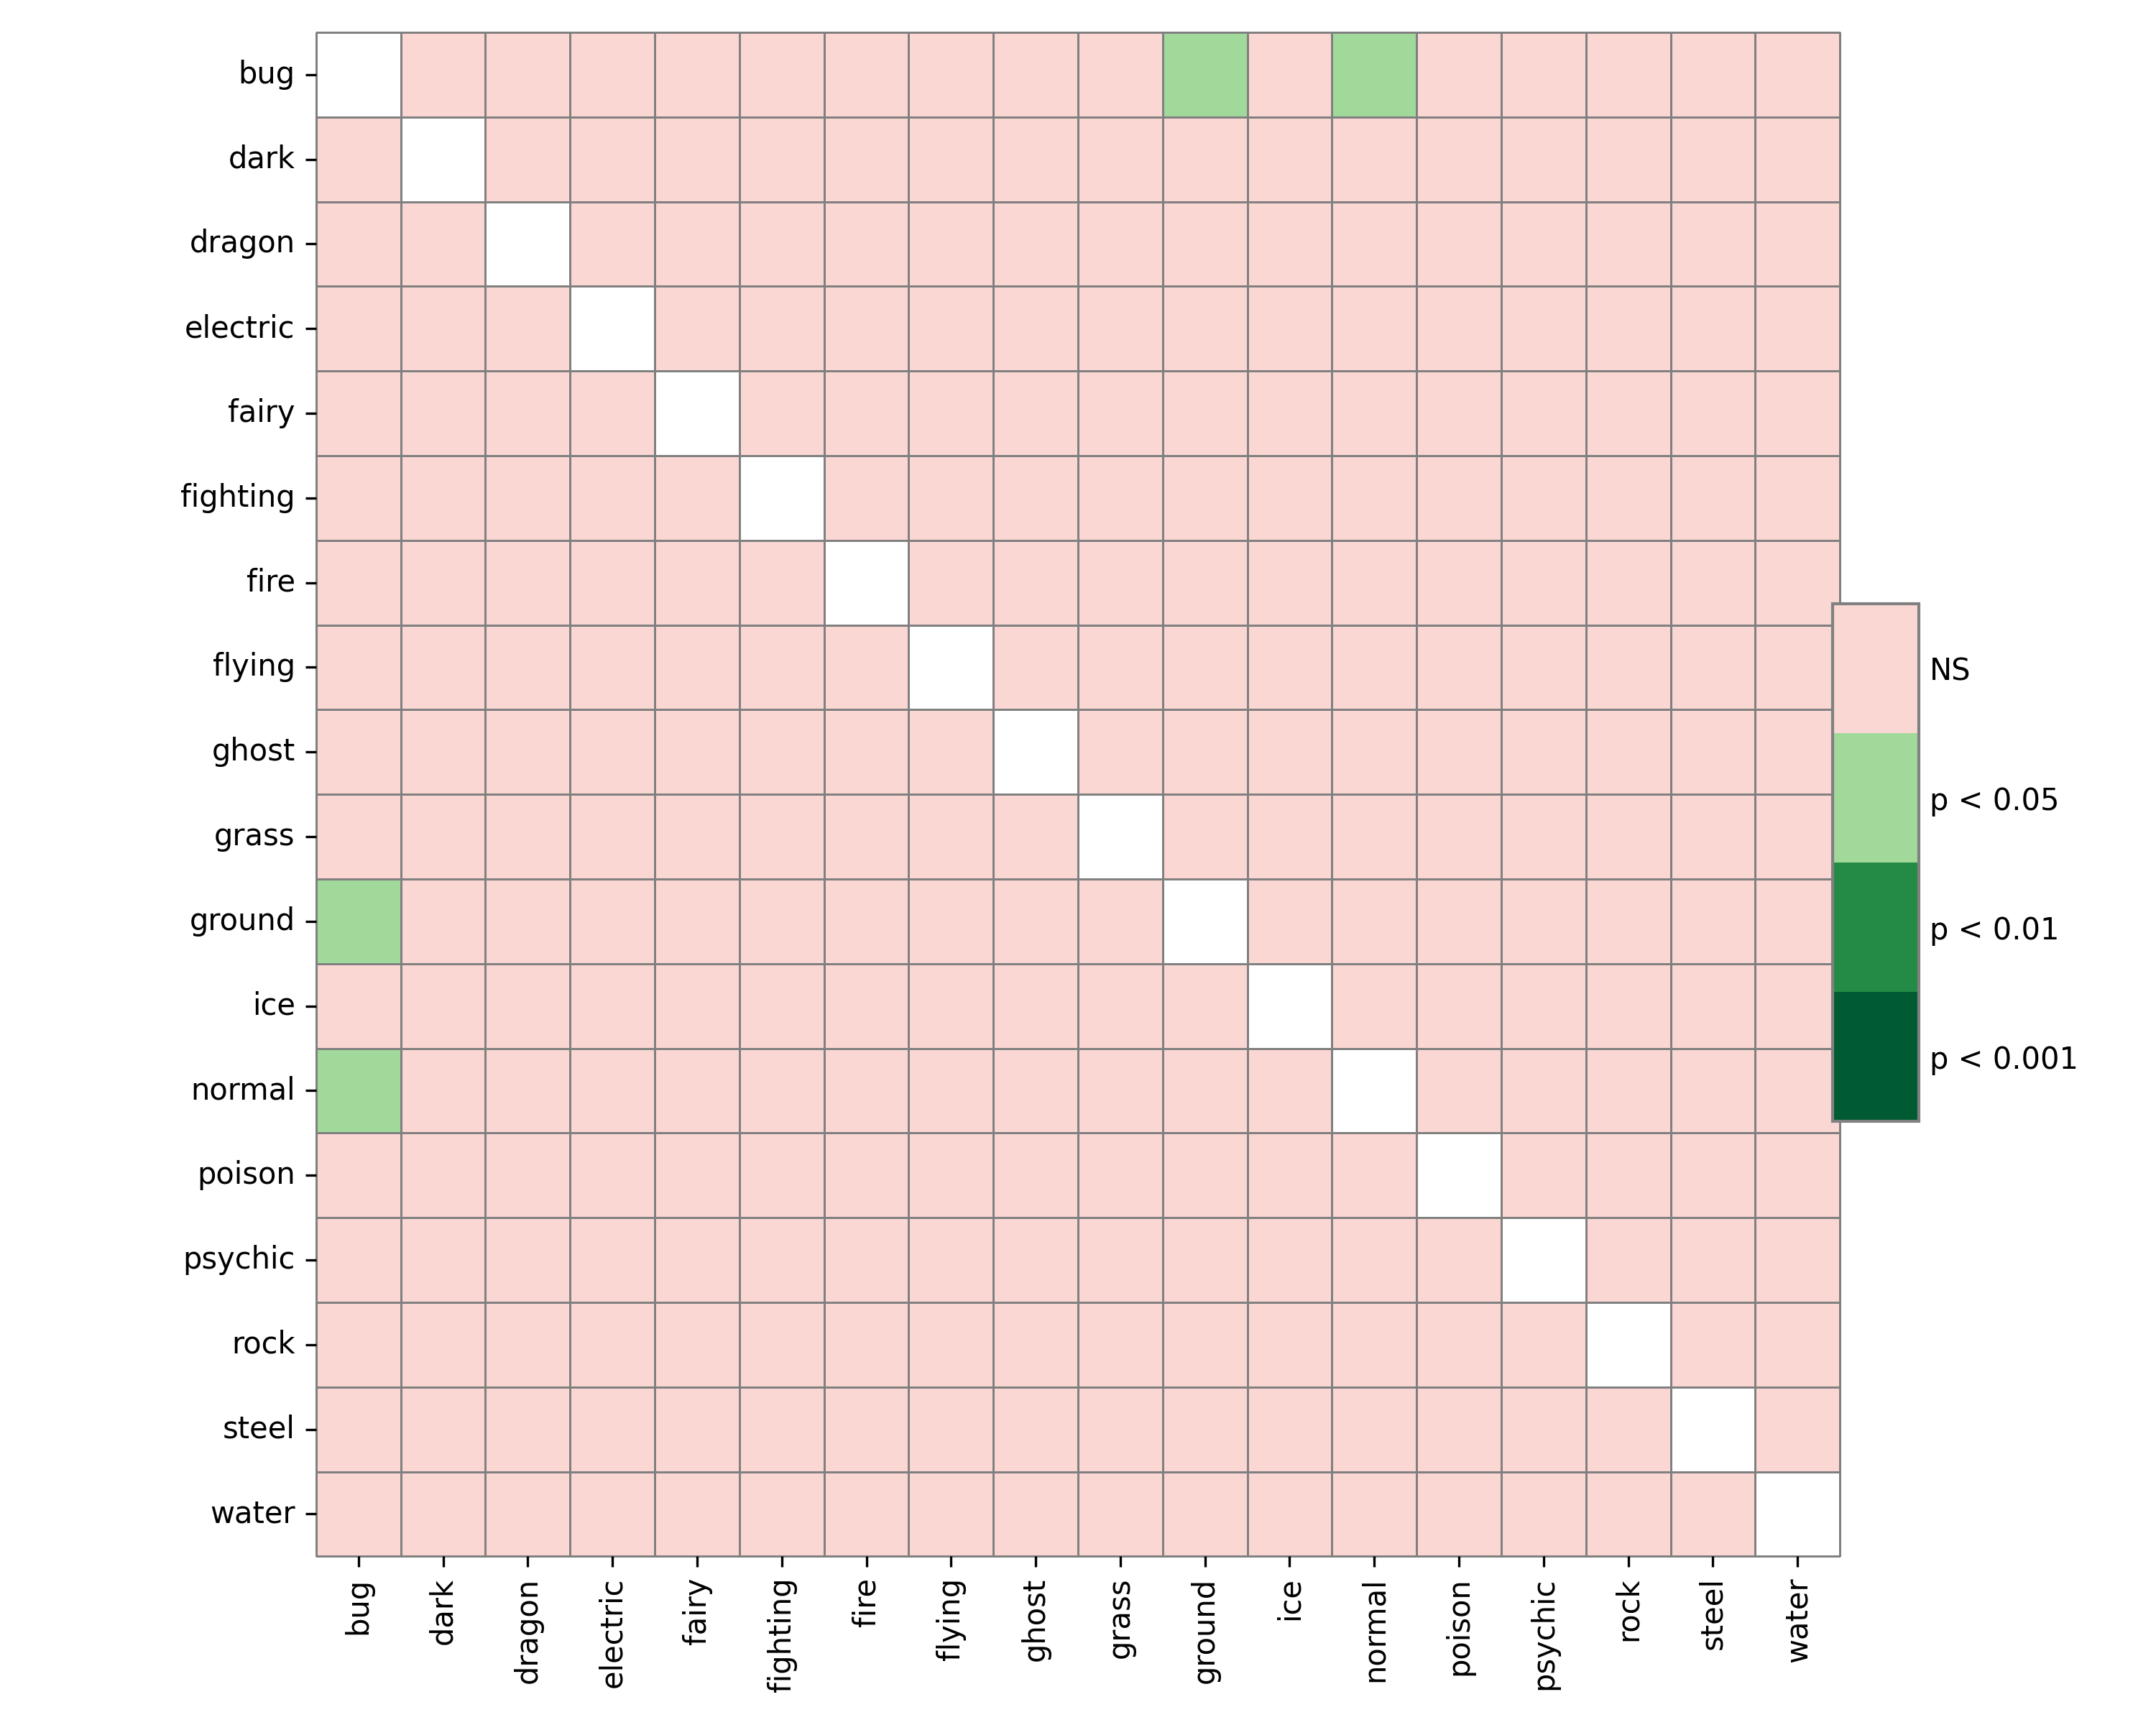 bug
dark
dragon
electric
fairy
fighting
fire
flying
ghost
grass
ground
ice
normal
poison
psychic
rock
steel
water
NS
p < 0.05
p < 0.01
p < 0.001
bug
dark
dragon
electric
fairy
fighting
fire
flying
ghost
grass
ground
ice
normal
poison
psychic
rock
steel
water